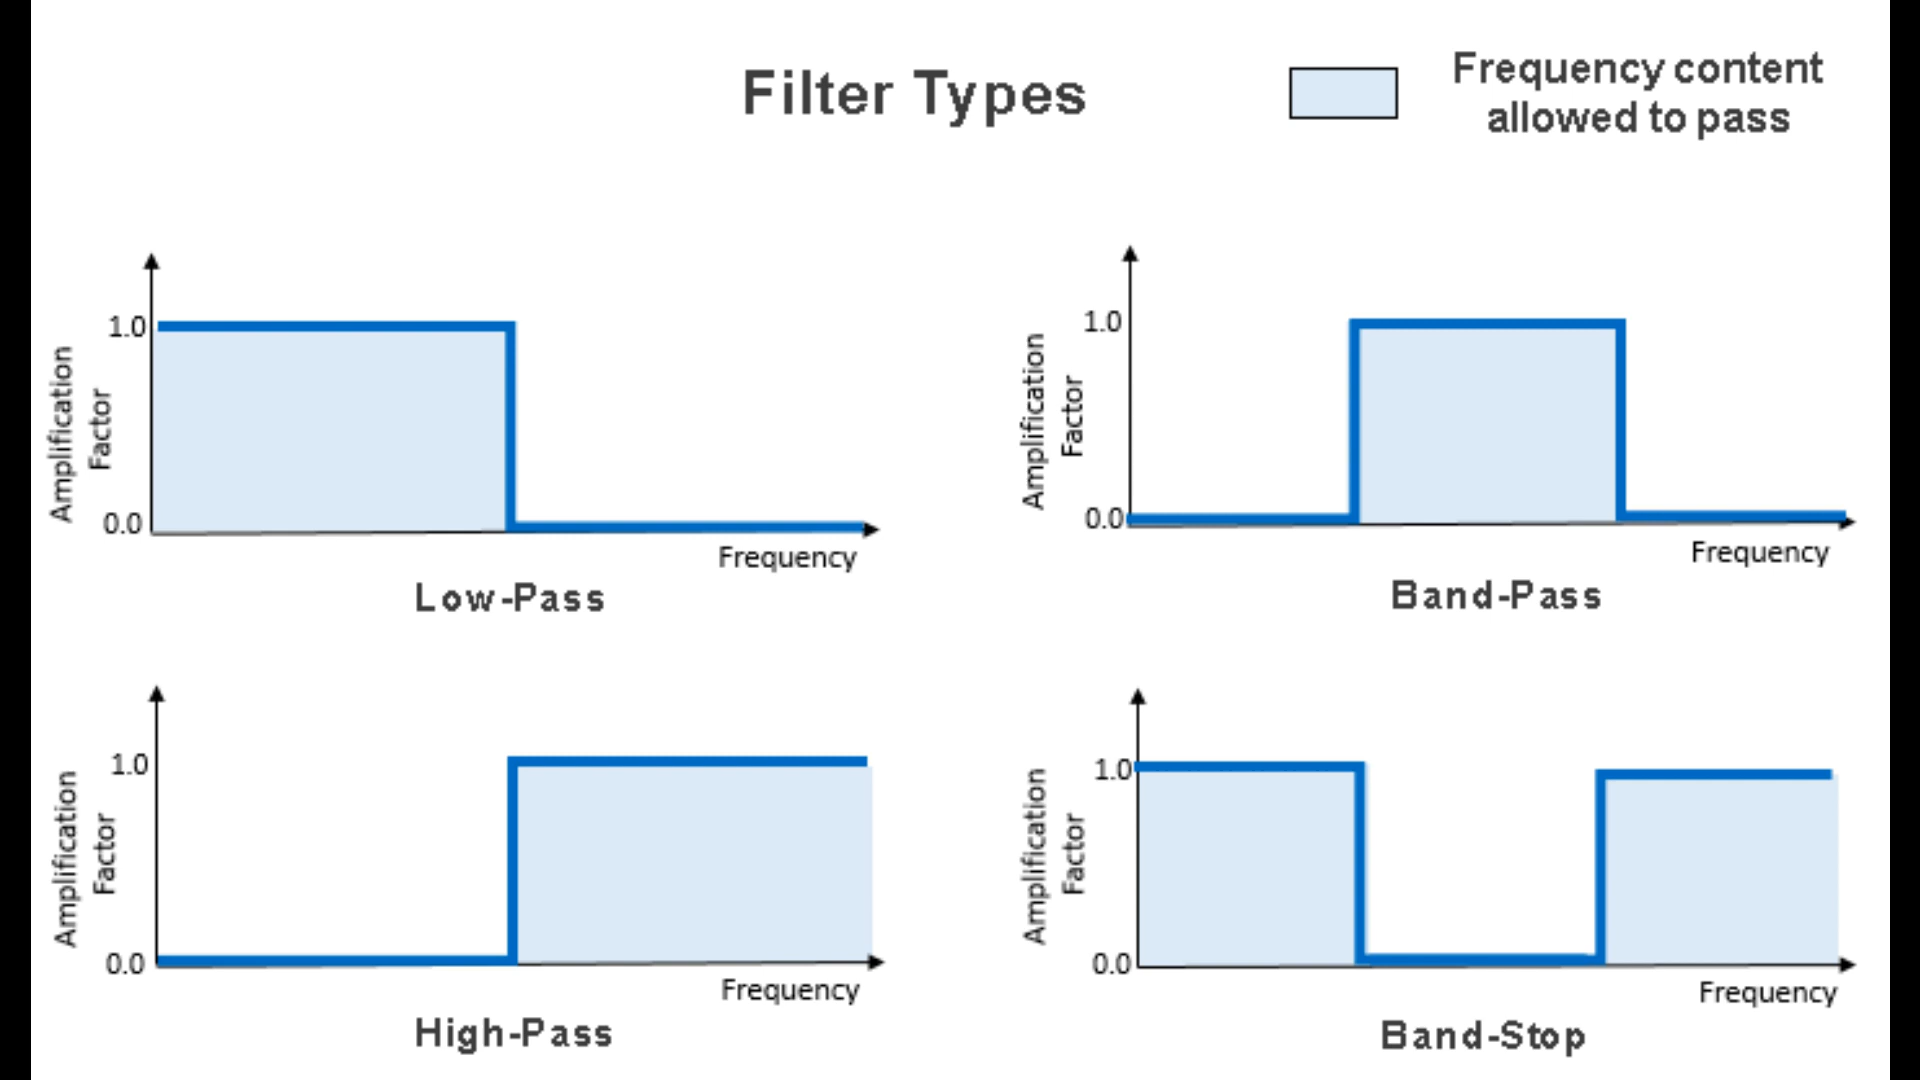 Filter Types
Frequency content
allowed to pass
1.0
Amplification
Factor
0.0
Frequency
Low-Pass
1.0
Amplification
Factor
0.0
Frequency
Band-Pass
1.0
Amplification
Factor
0.0
Frequency
High-Pass
1.0
Amplification
Factor
0.0
Frequency
Band-Stop